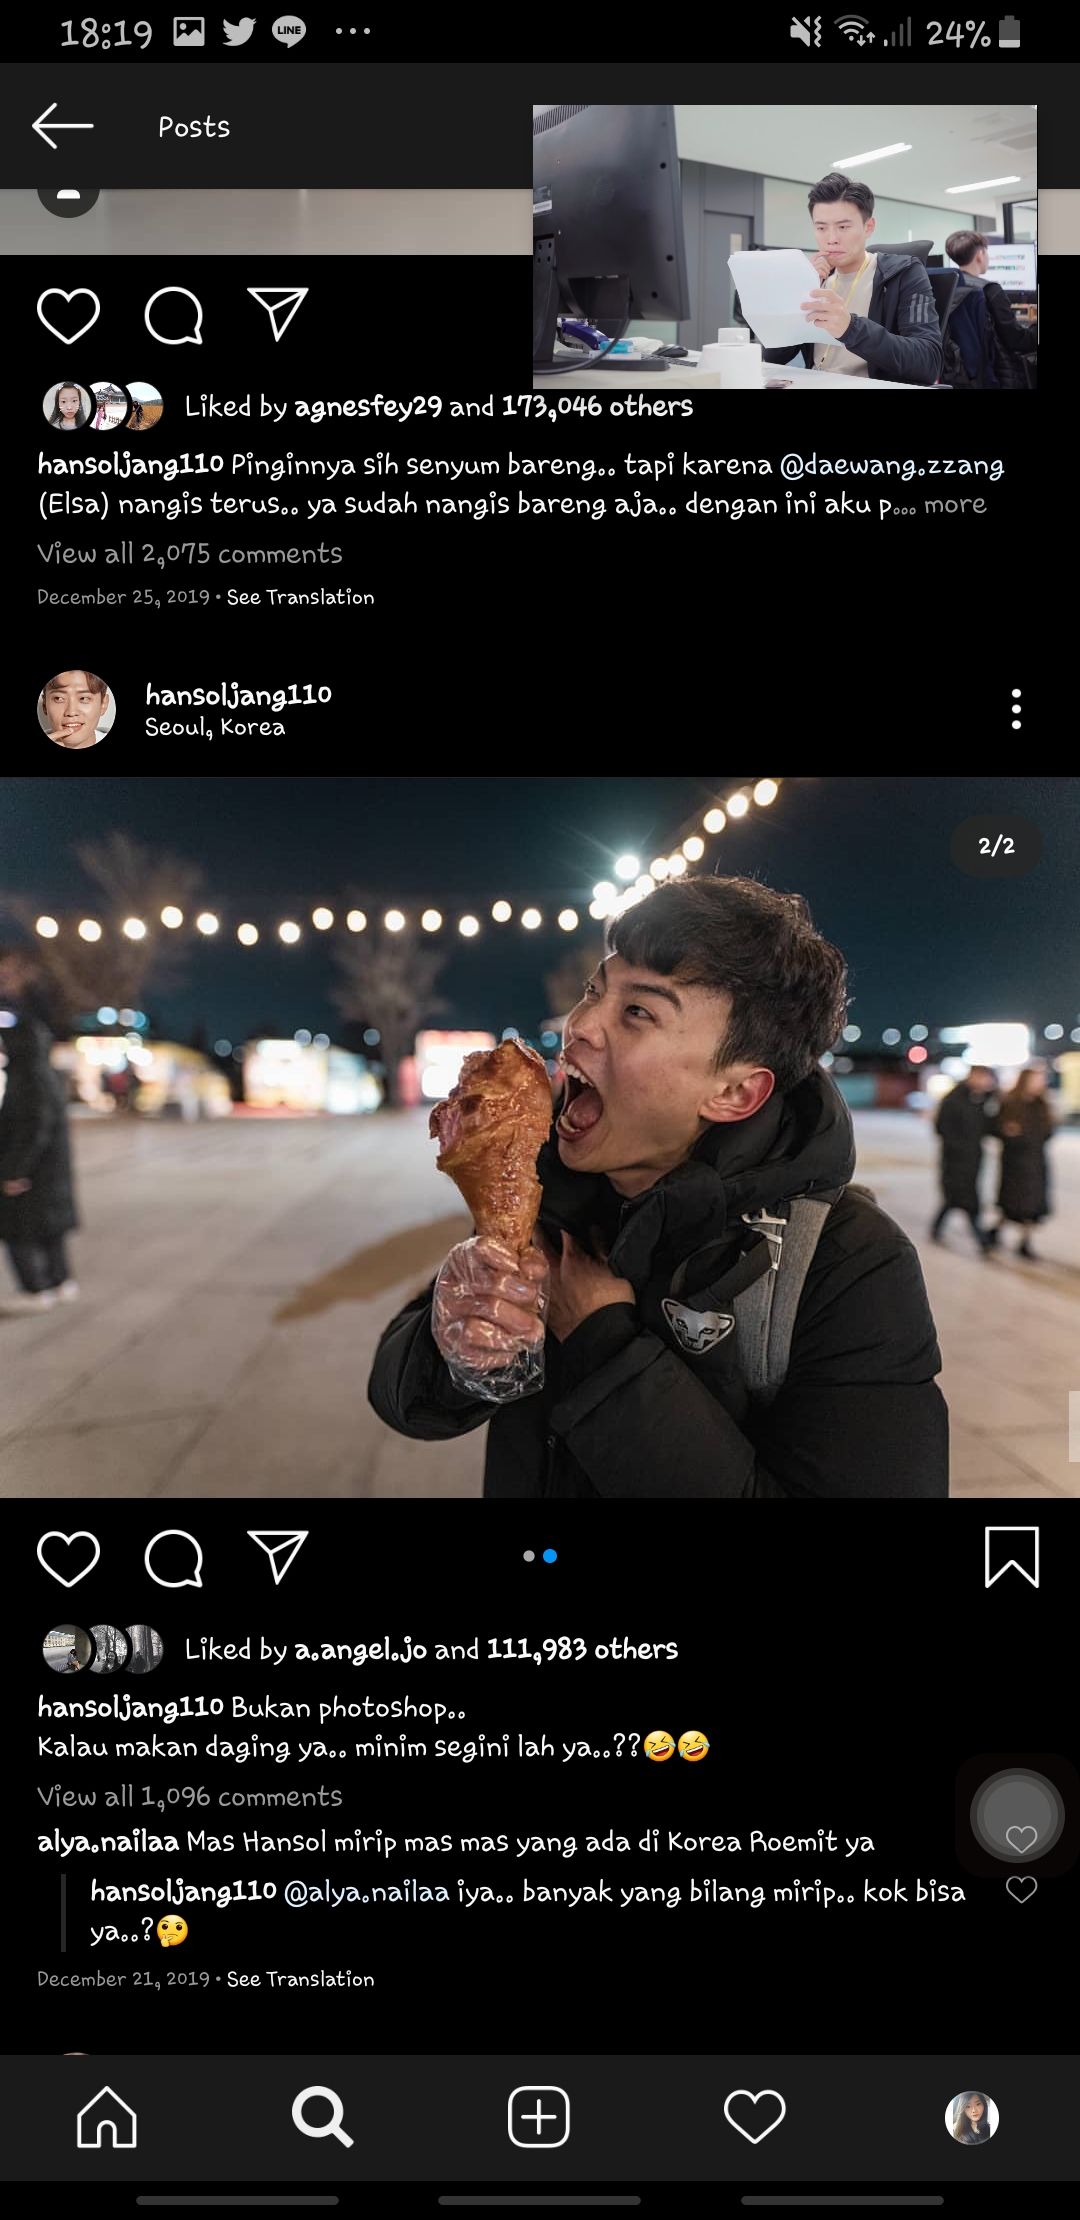 18:19 LINE 24%
Posts
Liked by agnesfey29 and 173,046 others
hansoljang110 Pinginnya sih senyum bareng.. tapi karena @daewang.zzang
(Elsa) nangis terus.. ya sudah nangis bareng aja.. dengan ini aku p... more
View all 2,075 comments
December 25, 2019 • See Translation
hansoljang110
Seoul, Korea
2/2
Liked by a.angel.jo and 111,983 others
hansoljang110 Bukan photoshop..
Kalau makan daging ya.. minim segini lah ya..??🤣🤣
View all 1,096 comments
alya.nailaa Mas Hansol mirip mas mas yang ada di Korea Roemit ya
hansoljang110 @alya.nailaa iya.. banyak yang bilang mirip.. kok bisa
ya..?🤔
December 21, 2019 • See Translation